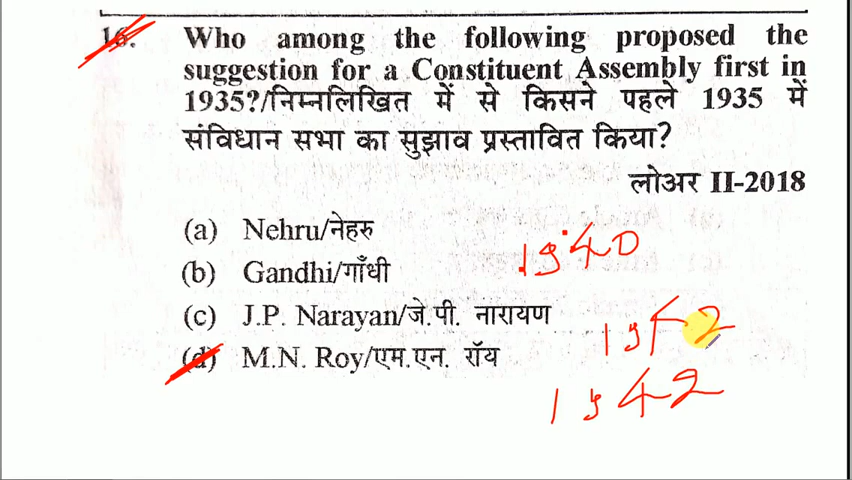 16. Who among the following proposed the
suggestion for a Constituent Assembly first in
1935?/निम्नलिखित में से किसने पहले 1935 में
संविधान सभा का सुझाव प्रस्तावित किया?
लोअर II-2018
(a) Nehru/नेहरु
1940
(b) Gandhi/गाँधी
(c) J.P. Narayan/जे.पी. नारायण
(d) M.N. Roy/एम.एन. रॉय
1942